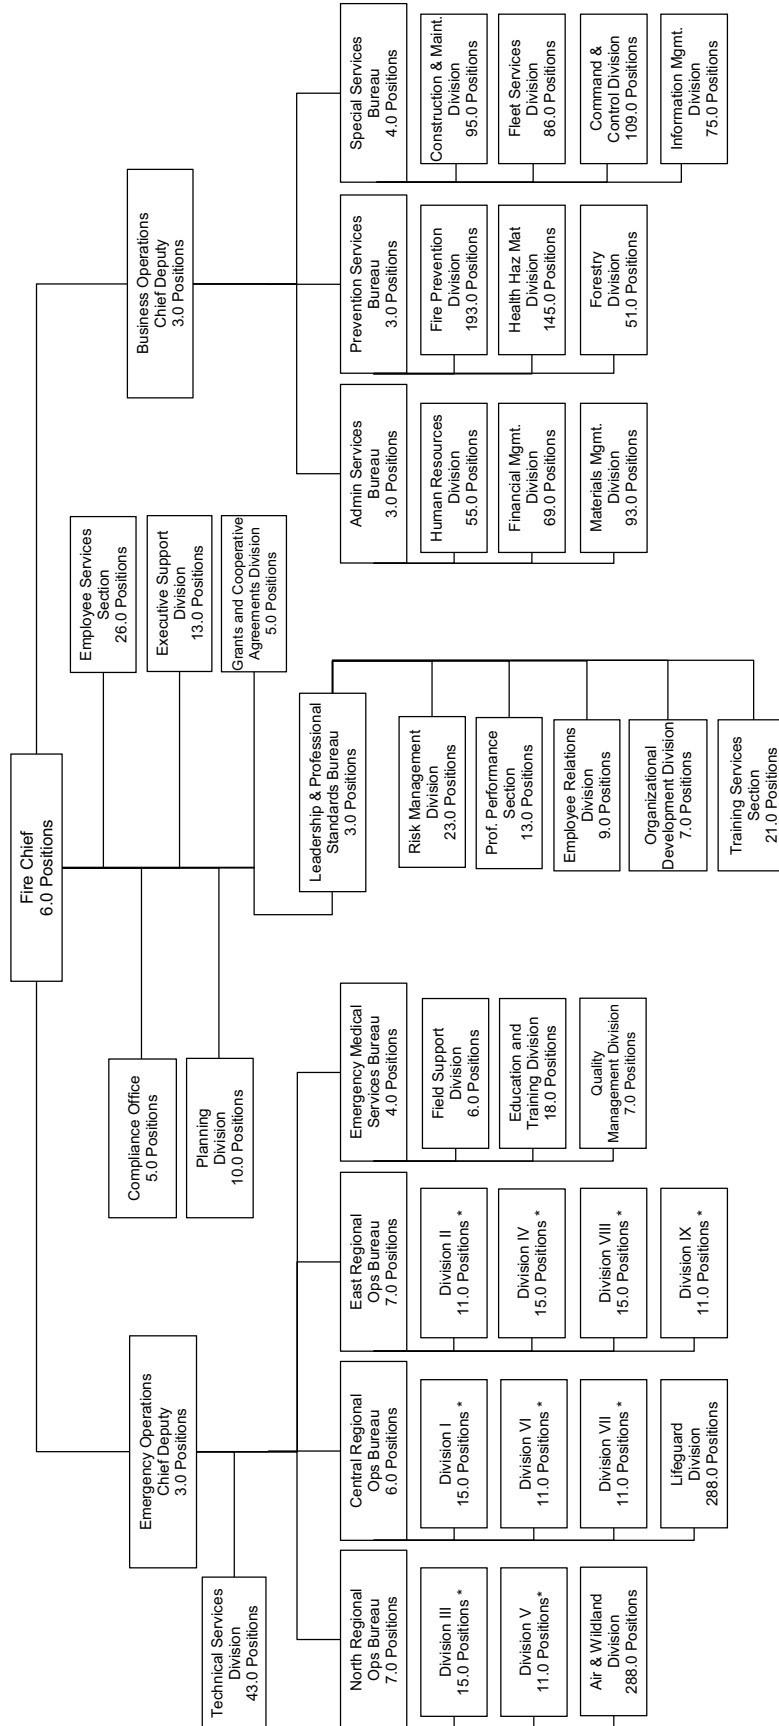 Fire Chief
6.0 Positions
Emergency Operations
Chief Deputy
3.0 Positions
Business Operations
Chief Deputy
3.0 Positions
Compliance Office
5.0 Positions
Planning
Division
10.0 Positions
Employee Services
Section
26.0 Positions
Executive Support
Division
13.0 Positions
Grants and Cooperative
Agreements Division
5.0 Positions
Technical Services
Division
43.0 Positions
Leadership & Professional
Standards Bureau
3.0 Positions
Risk Management
Division
23.0 Positions
Prof. Performance
Section
13.0 Positions
Employee Relations
Division
9.0 Positions
Organizational
Development Division
7.0 Positions
Training Services
Section
21.0 Positions
North Regional
Ops Bureau
7.0 Positions
Division III
15.0 Positions *
Division V
11.0 Positions*
Air & Wildland
Division
288.0 Positions
Central Regional
Ops Bureau
6.0 Positions
Division I
15.0 Positions *
Division VI
11.0 Positions *
Division VII
11.0 Positions *
Lifeguard
Division
288.0 Positions
East Regional
Ops Bureau
7.0 Positions
Division II
11.0 Positions *
Division IV
15.0 Positions *
Division VIII
15.0 Positions *
Division IX
11.0 Positions *
Emergency Medical
Services Bureau
4.0 Positions
Field Support
Division
6.0 Positions
Education and
Training Division
18.0 Positions
Quality
Management Division
7.0 Positions
Admin Services
Bureau
3.0 Positions
Human Resources
Division
55.0 Positions
Financial Mgmt.
Division
69.0 Positions
Materials Mgmt.
Division
93.0 Positions
Prevention Services
Bureau
3.0 Positions
Fire Prevention
Division
193.0 Positions
Health Haz Mat
Division
145.0 Positions
Forestry
Division
51.0 Positions
Special Services
Bureau
4.0 Positions
Construction & Maint.
Division
95.0 Positions
Fleet Services
Division
86.0 Positions
Command &
Control Division
109.0 Positions
Information Mgmt.
Division
75.0 Positions